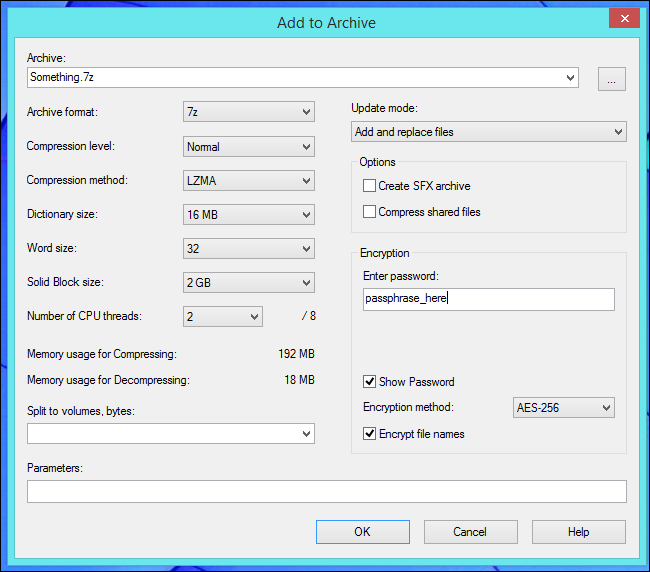 Add to Archive
Archive:
Something.7z
...
Archive format: 7z
Compression level: Normal
Compression method: LZMA
Dictionary size: 16 MB
Word size: 32
Solid Block size: 2 GB
Number of CPU threads: 2 / 8
Memory usage for Compressing: 192 MB
Memory usage for Decompressing: 18 MB
Split to volumes, bytes:
Update mode:
Add and replace files
Options
Create SFX archive
Compress shared files
Encryption
Enter password:
passphrase_here
Show Password
Encryption method: AES-256
Encrypt file names
Parameters:
OK Cancel Help